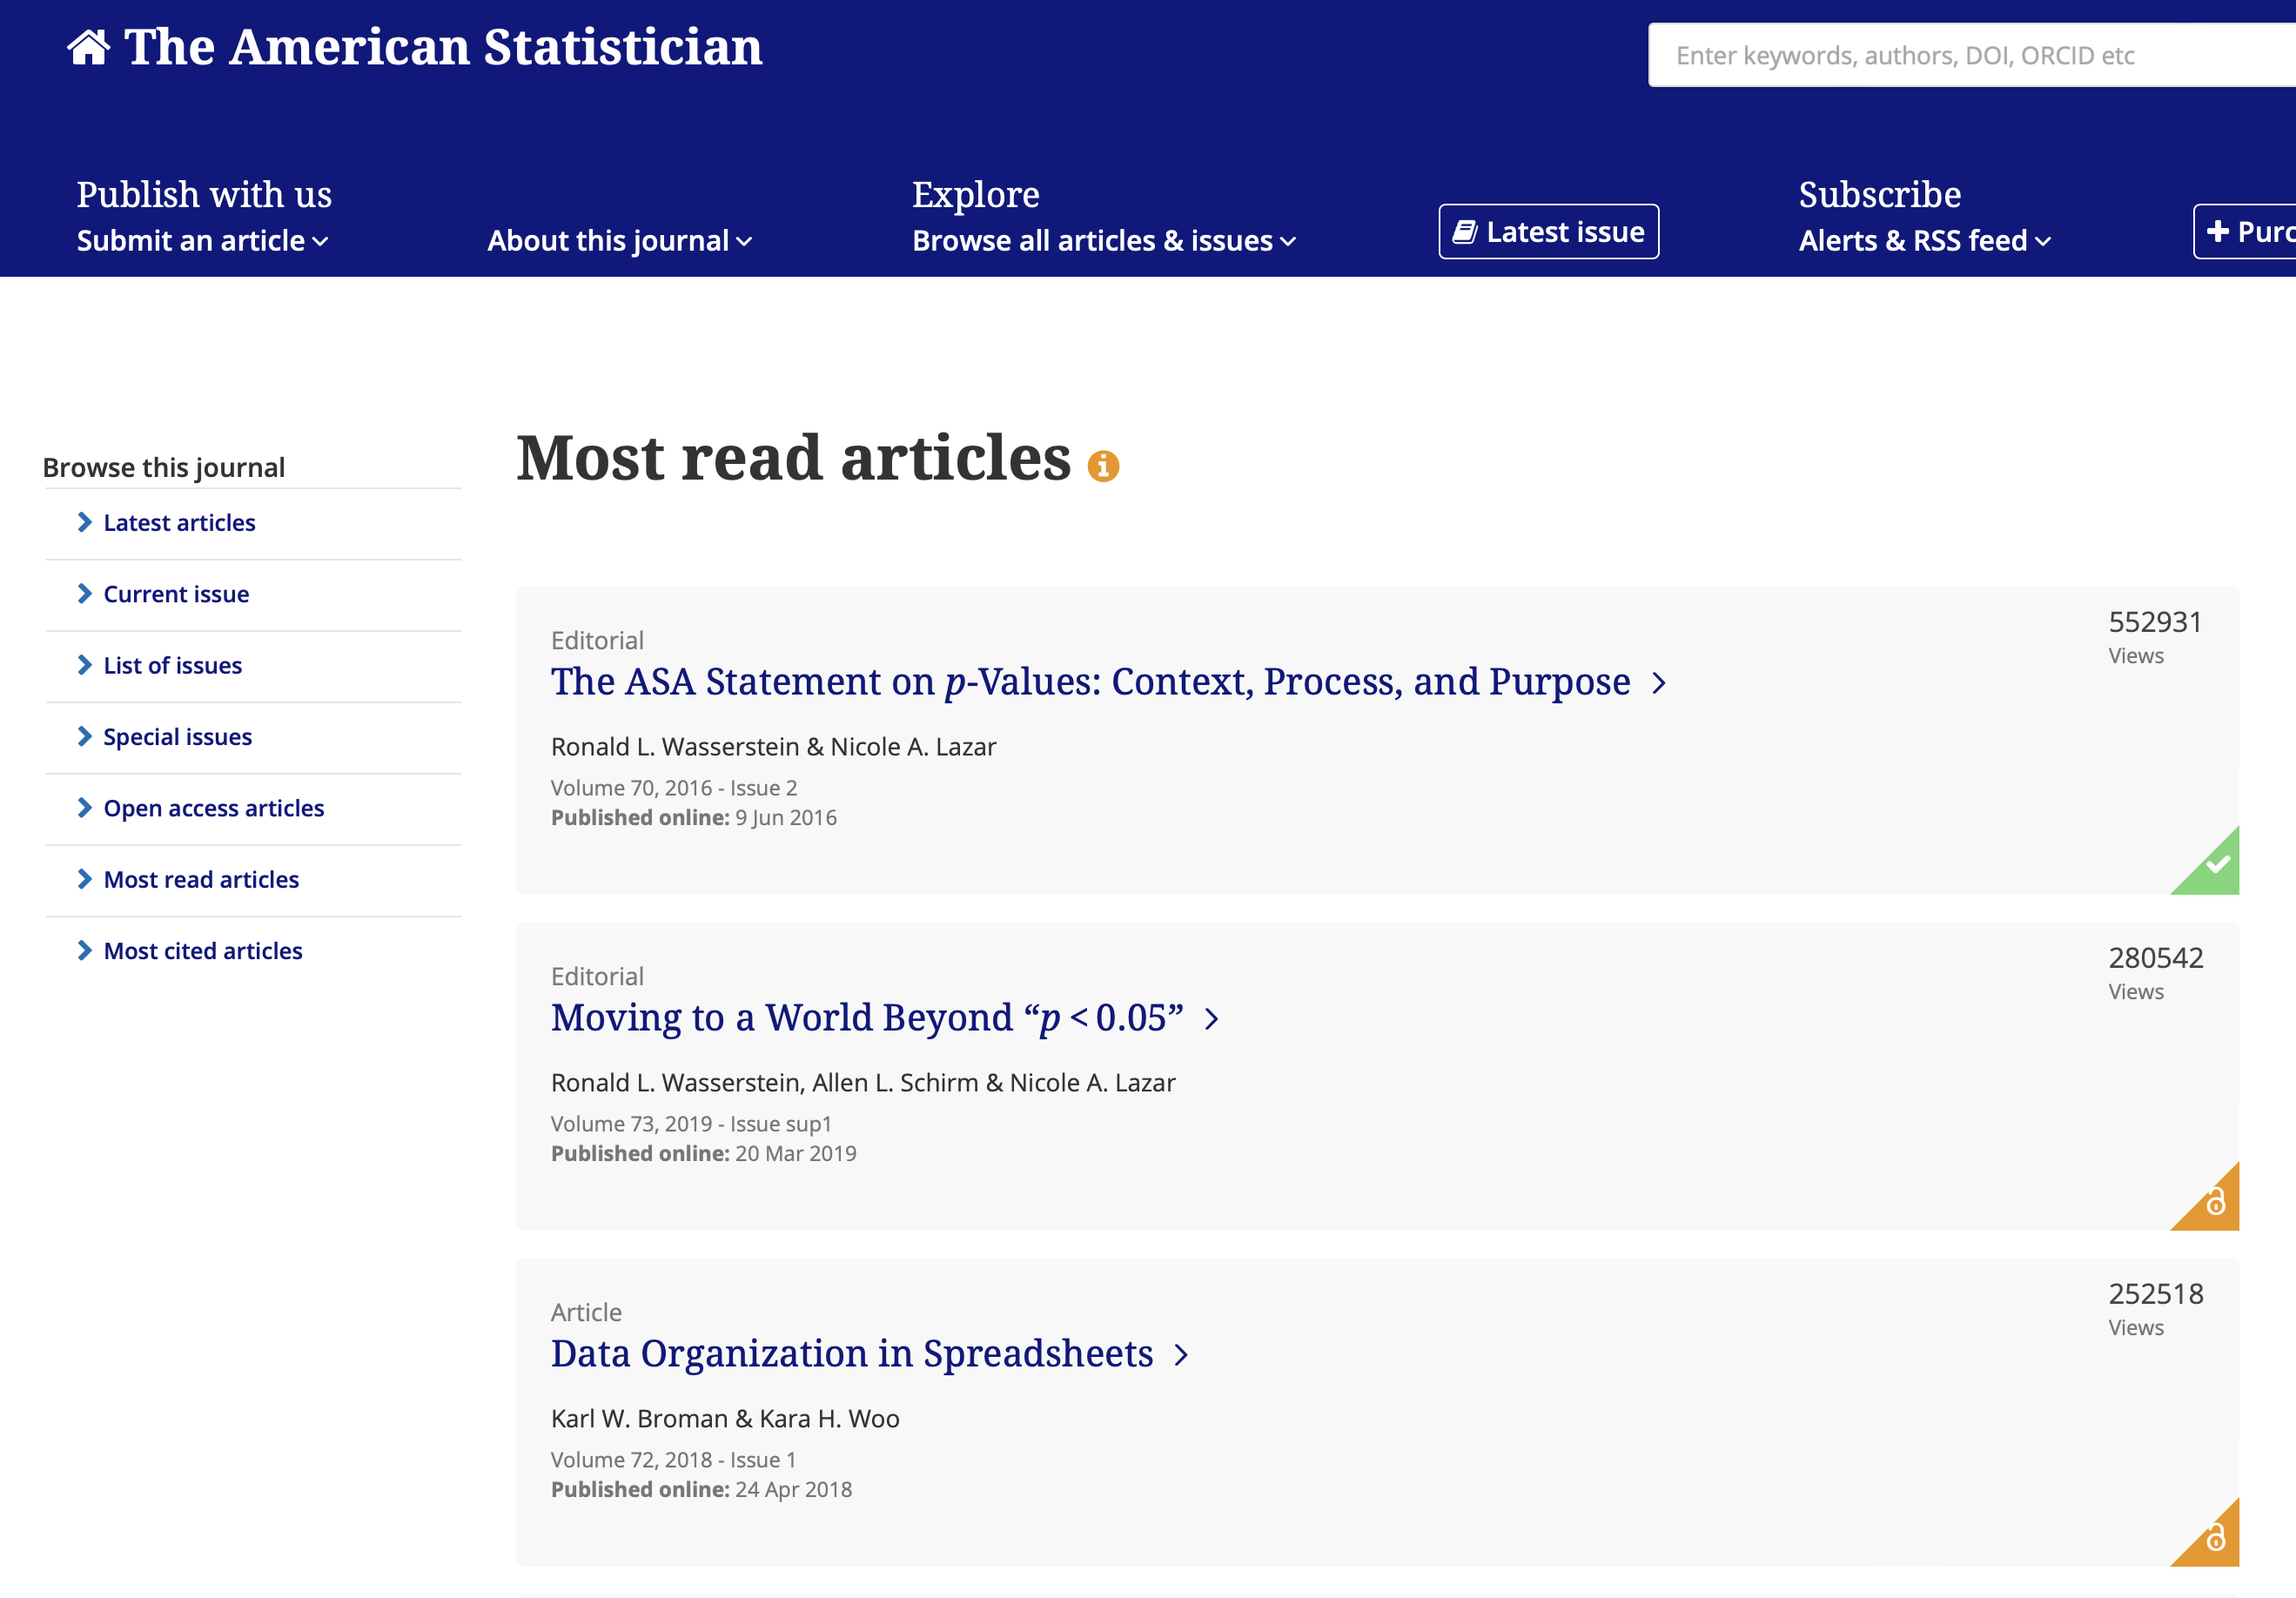 The American Statistician
Enter keywords, authors, DOI, ORCID etc
Publish with us
Submit an article
About this journal
Explore
Browse all articles & issues
Latest issue
Subscribe
Alerts & RSS feed
Browse this journal
Latest articles
Current issue
List of issues
Special issues
Open access articles
Most read articles
Most cited articles
Most read articles
552931
Views
Editorial
The ASA Statement on p-Values: Context, Process, and Purpose
Ronald L. Wasserstein & Nicole A. Lazar
Volume 70, 2016 - Issue 2
Published online: 9 Jun 2016
280542
Views
Editorial
Moving to a World Beyond “p < 0.05”
Ronald L. Wasserstein, Allen L. Schirm & Nicole A. Lazar
Volume 73, 2019 - Issue sup1
Published online: 20 Mar 2019
252518
Views
Article
Data Organization in Spreadsheets
Karl W. Broman & Kara H. Woo
Volume 72, 2018 - Issue 1
Published online: 24 Apr 2018